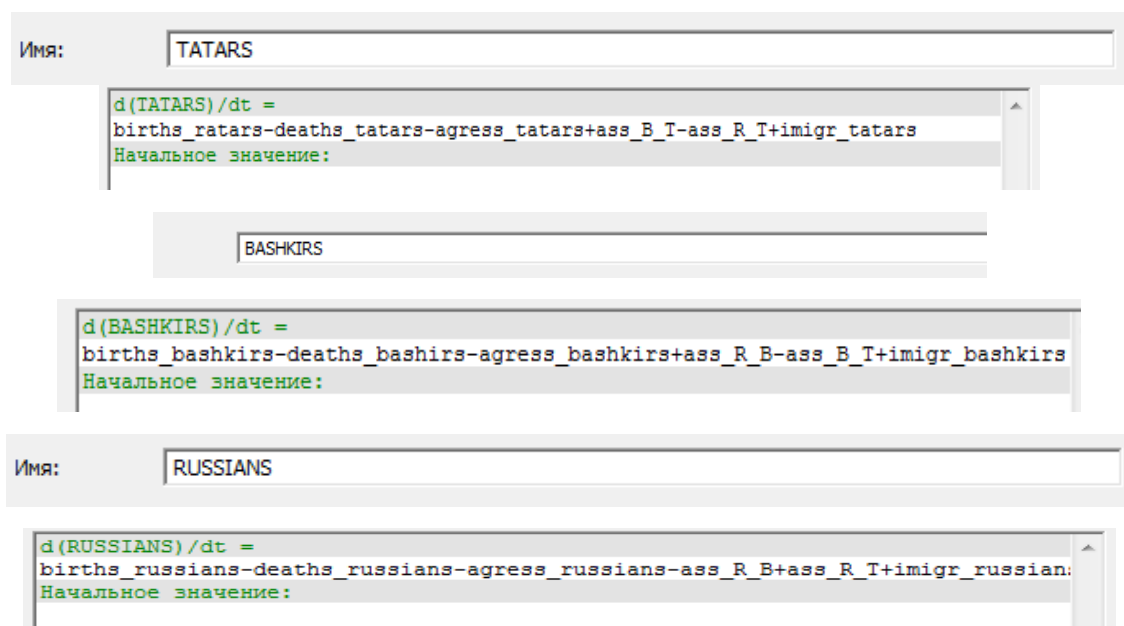 Имя: TATARS
d(TATARS)/dt =
births_ratars-deaths_tatars-agress_tatars+ass_B_T-ass_R_T+imigr_tatars
Начальное значение:
BASHKIRS
d(BASHKIRS)/dt =
births_bashkirs-deaths_bashirs-agress_bashkirs+ass_R_B-ass_B_T+imigr_bashkirs
Начальное значение:
Имя: RUSSIANS
d(RUSSIANS)/dt =
births_russians-deaths_russians-agress_russians-ass_R_B+ass_R_T+imigr_russian
Начальное значение: